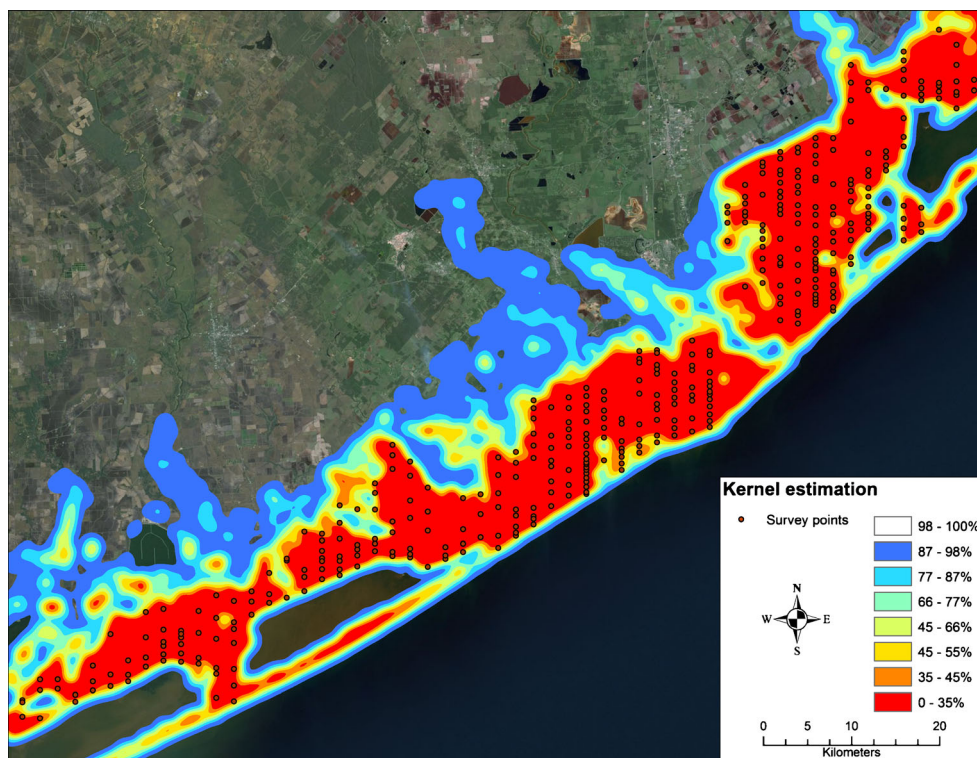 Kernel estimation
Survey points
98 - 100%
87 - 98%
77 - 87%
66 - 77%
45 - 66%
45 - 55%
35 - 45%
0 - 35%
N
W E
S
0 5 10 20
Kilometers